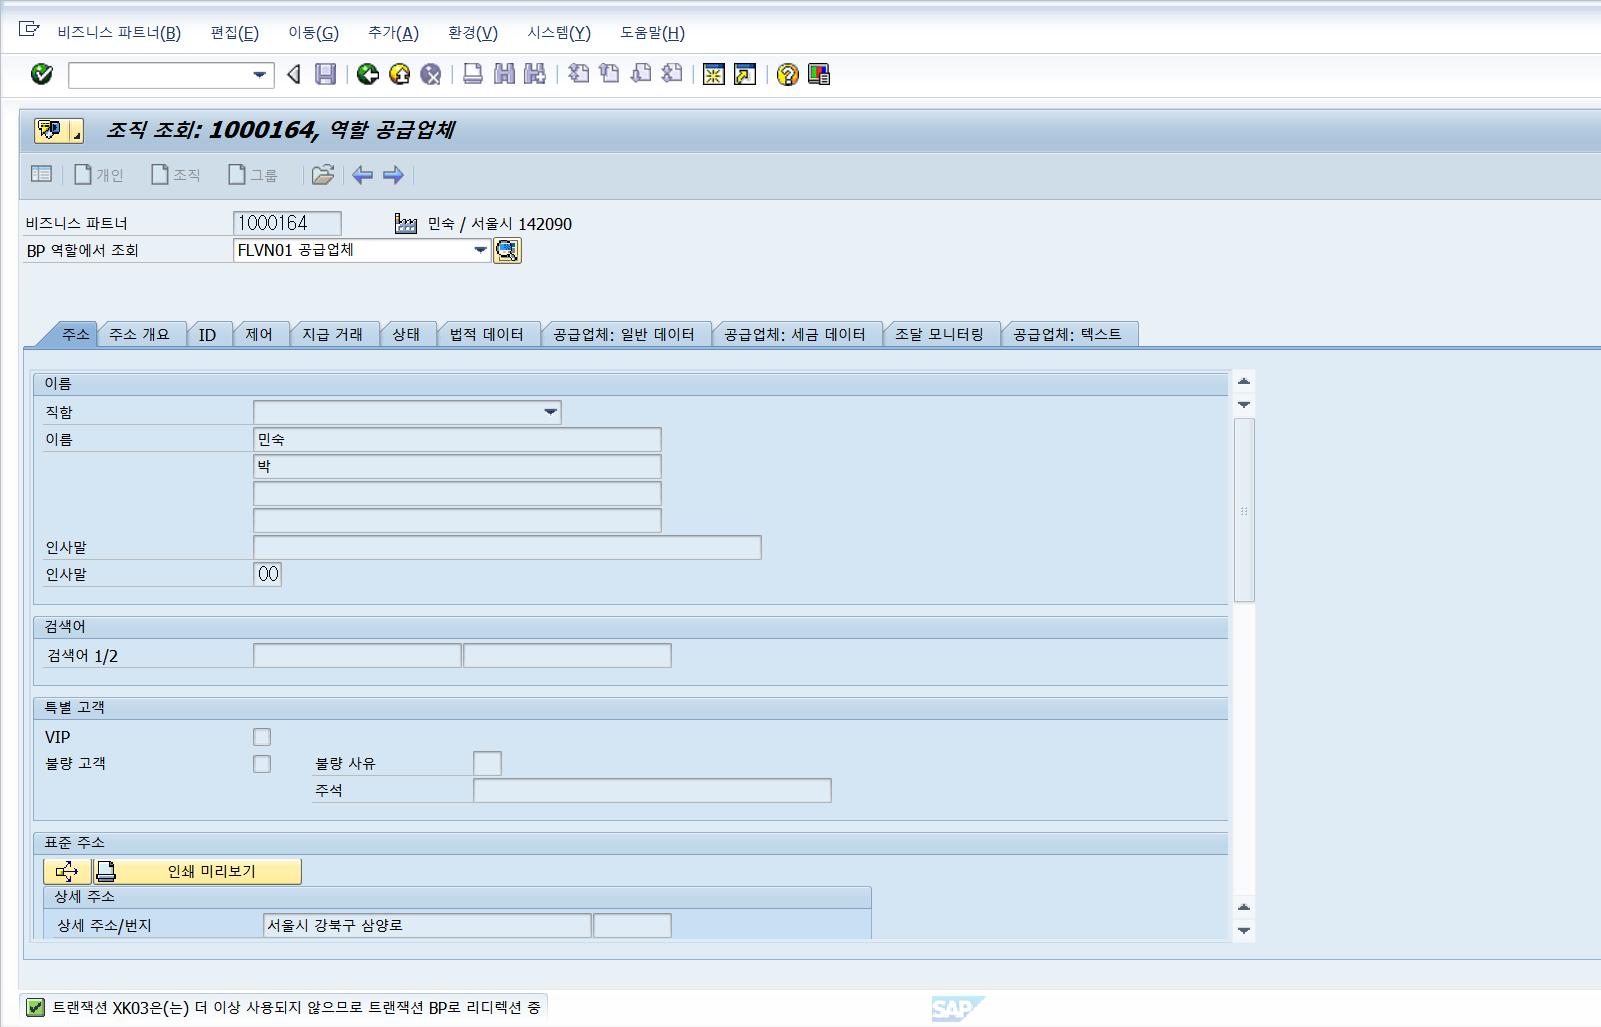 비즈니스 파트너(B) 편집(E) 이동(G) 추가(A) 환경(V) 시스템(Y) 도움말(H)
조직 조회: 1000164, 역할 공급업체
개인 조직 그룹
비즈니스 파트너 1000164 민숙 / 서울시 142090
BP 역할에서 조회 FLVN01 공급업체
주소 주소 개요 ID 제어 지급 거래 상태 법적 데이터 공급업체: 일반 데이터 공급업체: 세금 데이터 조달 모니터링 공급업체: 텍스트
이름
직함
이름 민숙
박
인사말
인사말 00
검색어
검색어 1/2
특별 고객
VIP
불량 고객 불량 사유
주석
표준 주소
인쇄 미리보기
상세 주소
상세 주소/번지 서울시 강북구 삼양로
트랜잭션 XK03은(는) 더 이상 사용되지 않으므로 트랜잭션 BP로 리디렉션 중
SAP